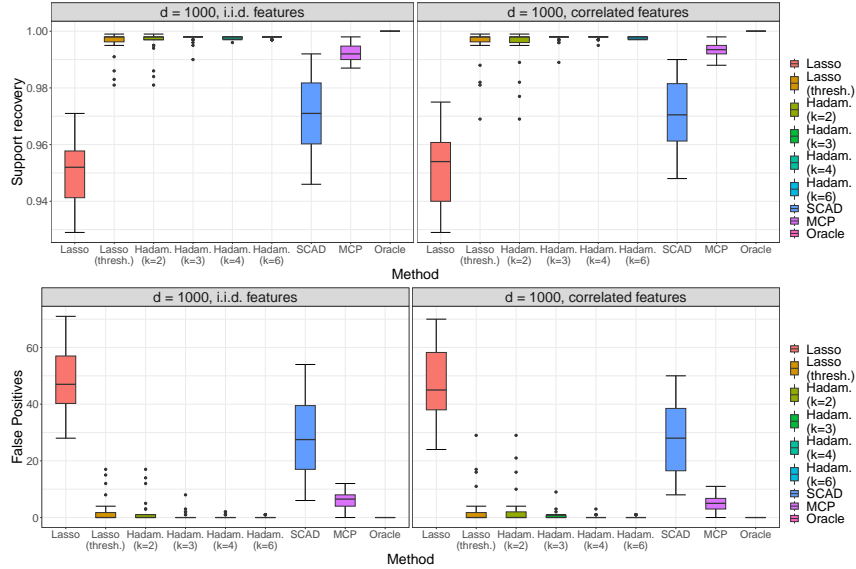 d = 1000, i.i.d. features
d = 1000, correlated features
1.00
0.98
0.96
0.94
Support recovery
Lasso
Lasso
(thresh.)
Hadam.
(k=2)
Hadam.
(k=3)
Hadam.
(k=4)
Hadam.
(k=6)
SCAD
MCP
Oracle
Lasso
Lasso
(thresh.)
Hadam.
(k=2)
Hadam.
(k=3)
Hadam.
(k=4)
Hadam.
(k=6)
SCAD
MCP
Oracle
Method
Lasso
Lasso
(thresh.)
Hadam.
(k=2)
Hadam.
(k=3)
Hadam.
(k=4)
Hadam.
(k=6)
SCAD
MCP
Oracle
d = 1000, i.i.d. features
d = 1000, correlated features
60
40
20
0
False Positives
Lasso
Lasso
(thresh.)
Hadam.
(k=2)
Hadam.
(k=3)
Hadam.
(k=4)
Hadam.
(k=6)
SCAD
MCP
Oracle
Lasso
Lasso
(thresh.)
Hadam.
(k=2)
Hadam.
(k=3)
Hadam.
(k=4)
Hadam.
(k=6)
SCAD
MCP
Oracle
Method
Lasso
Lasso
(thresh.)
Hadam.
(k=2)
Hadam.
(k=3)
Hadam.
(k=4)
Hadam.
(k=6)
SCAD
MCP
Oracle